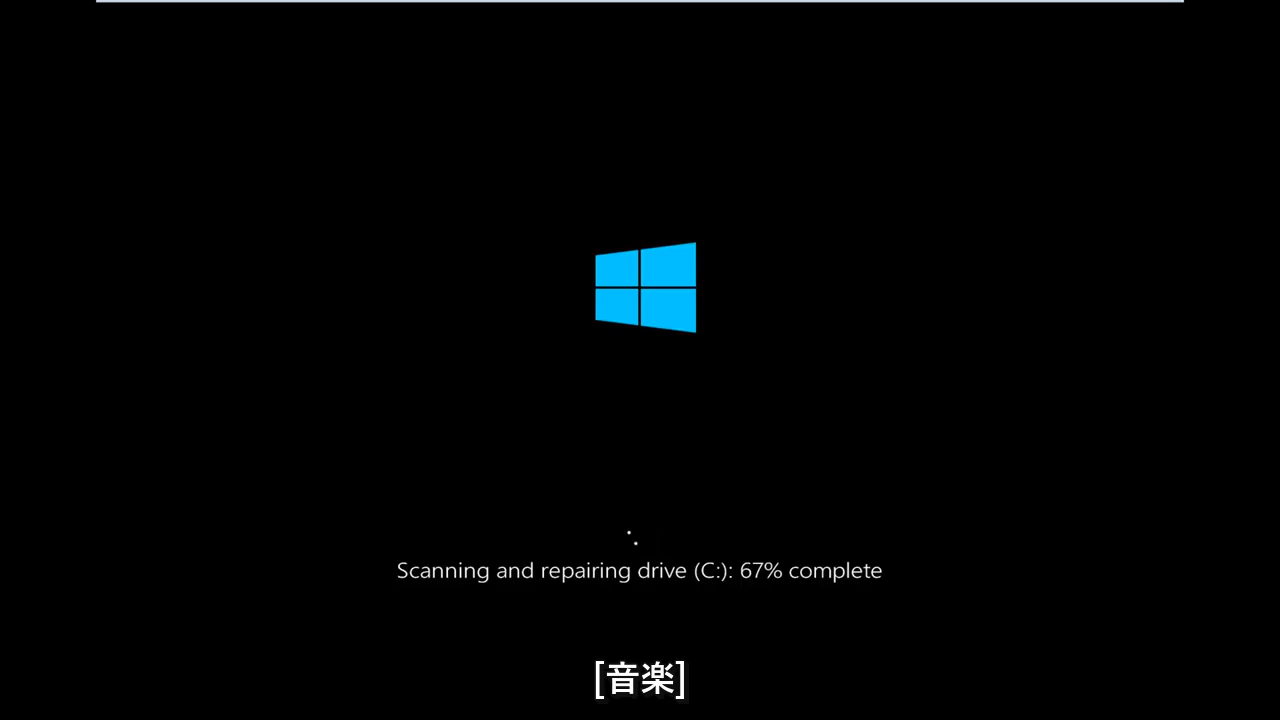 Scanning and repairing drive (C:): 67% complete
[音楽]